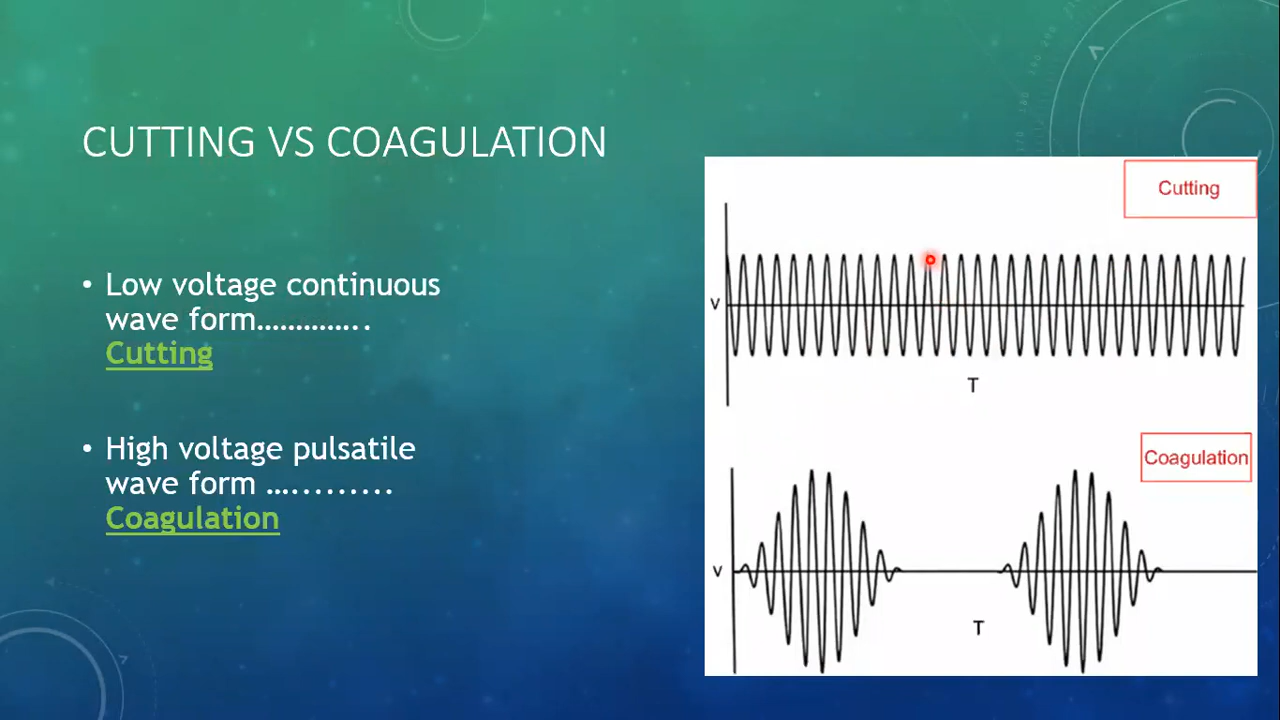 CUTTING VS COAGULATION
• Low voltage continuous
wave form…………..
Cutting
• High voltage pulsatile
wave form ….........
Coagulation
Cutting
V
T
Coagulation
V
T